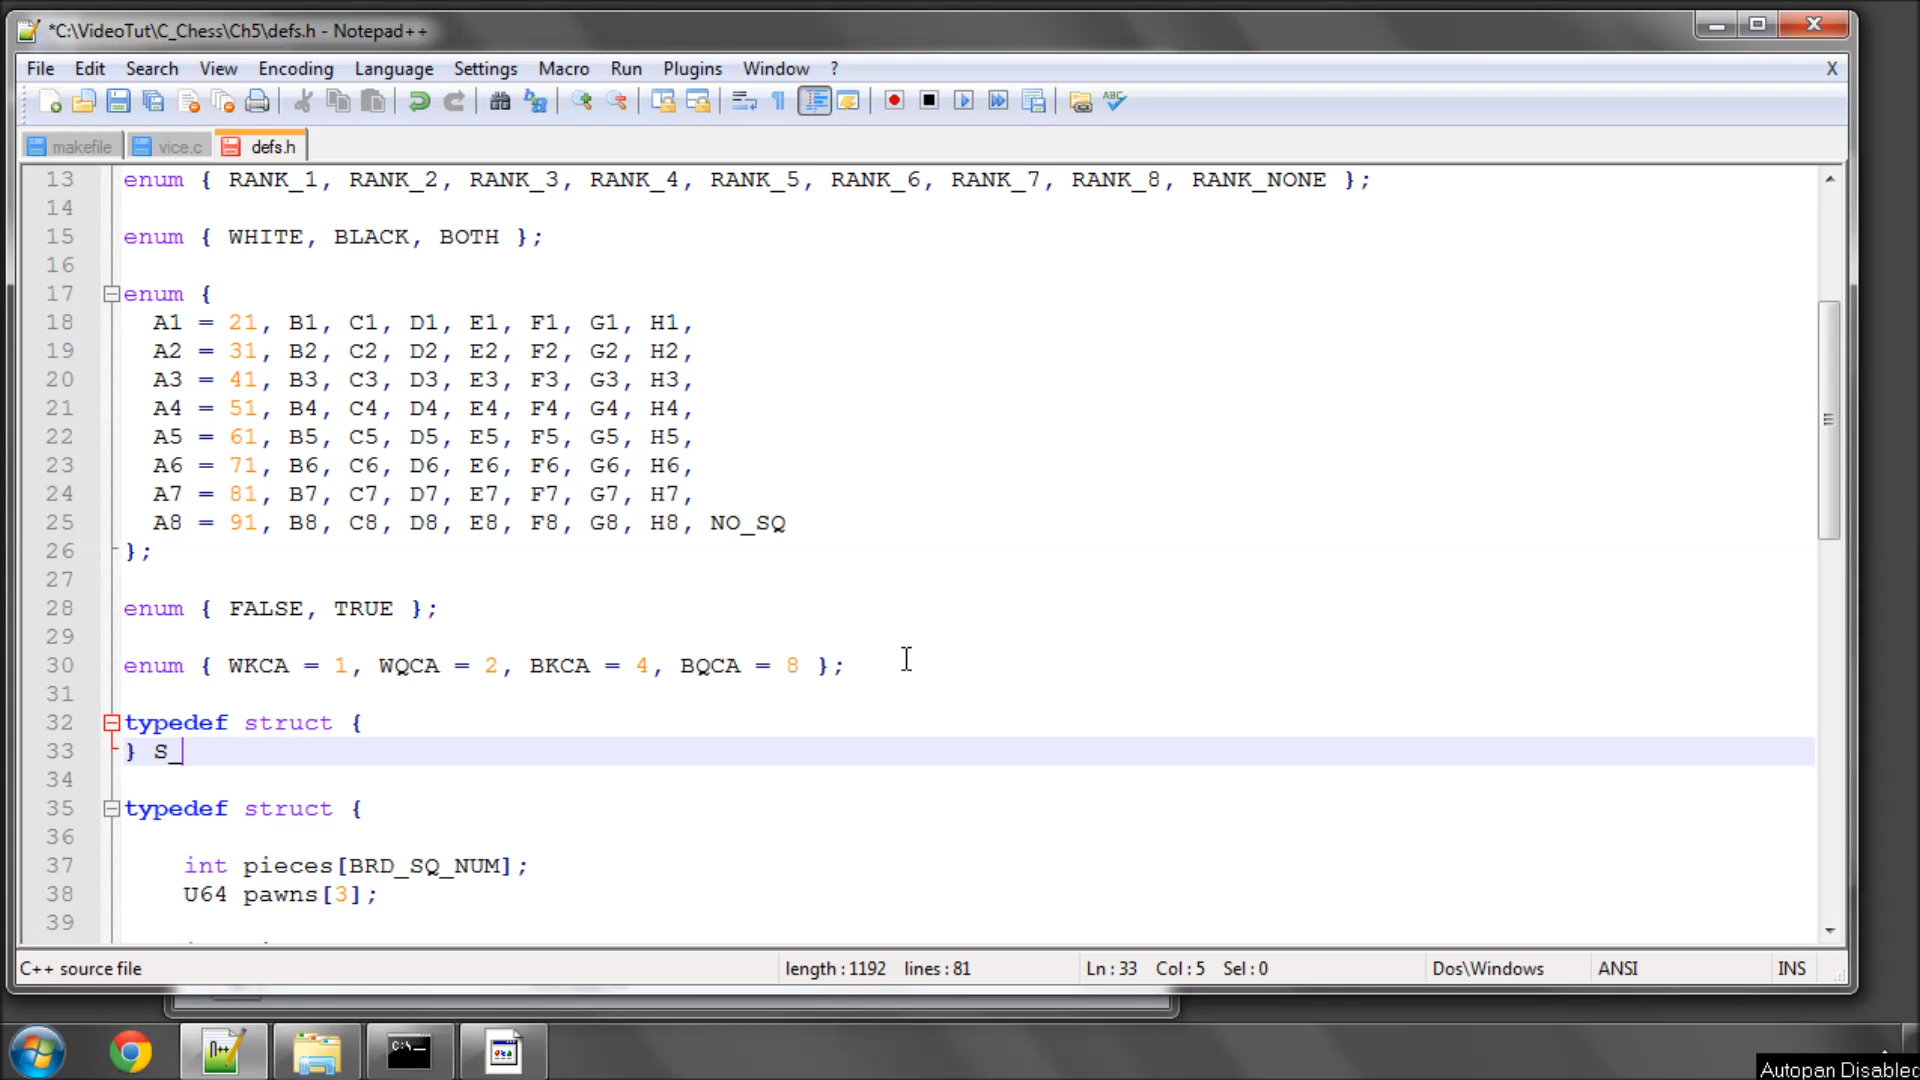 *C:\VideoTut\C_Chess\Ch5\defs.h - Notepad++
File Edit Search View Encoding Language Settings Macro Run Plugins Window ? X
makefile vice.c defs.h
13 enum { RANK_1, RANK_2, RANK_3, RANK_4, RANK_5, RANK_6, RANK_7, RANK_8, RANK_NONE };
14
15 enum { WHITE, BLACK, BOTH };
16
17 enum {
18 A1 = 21, B1, C1, D1, E1, F1, G1, H1,
19 A2 = 31, B2, C2, D2, E2, F2, G2, H2,
20 A3 = 41, B3, C3, D3, E3, F3, G3, H3,
21 A4 = 51, B4, C4, D4, E4, F4, G4, H4,
22 A5 = 61, B5, C5, D5, E5, F5, G5, H5,
23 A6 = 71, B6, C6, D6, E6, F6, G6, H6,
24 A7 = 81, B7, C7, D7, E7, F7, G7, H7,
25 A8 = 91, B8, C8, D8, E8, F8, G8, H8, NO_SQ
26 };
27
28 enum { FALSE, TRUE };
29
30 enum { WKCA = 1, WQCA = 2, BKCA = 4, BQCA = 8 };
31
32 typedef struct {
33 } S_
34
35 typedef struct {
36
37 int pieces[BRD_SQ_NUM];
38 U64 pawns[3];
39
C++ source file length : 1192 lines : 81 Ln : 33 Col : 5 Sel : 0 Dos\Windows ANSI INS
Autopan Disabled